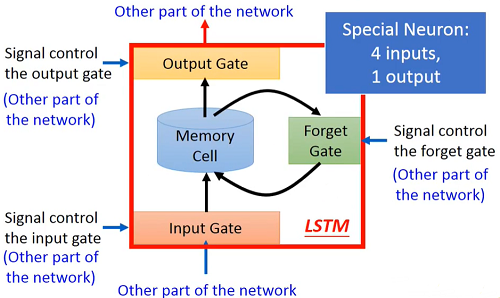 Other part of the network
Special Neuron:
4 inputs,
1 output
Signal control
the output gate
(Other part of
the network)
Output Gate
Memory
Cell
Forget
Gate
Signal control
the forget gate
(Other part of
the network)
Signal control
the input gate
(Other part of
the network)
Input Gate
LSTM
Other part of the network